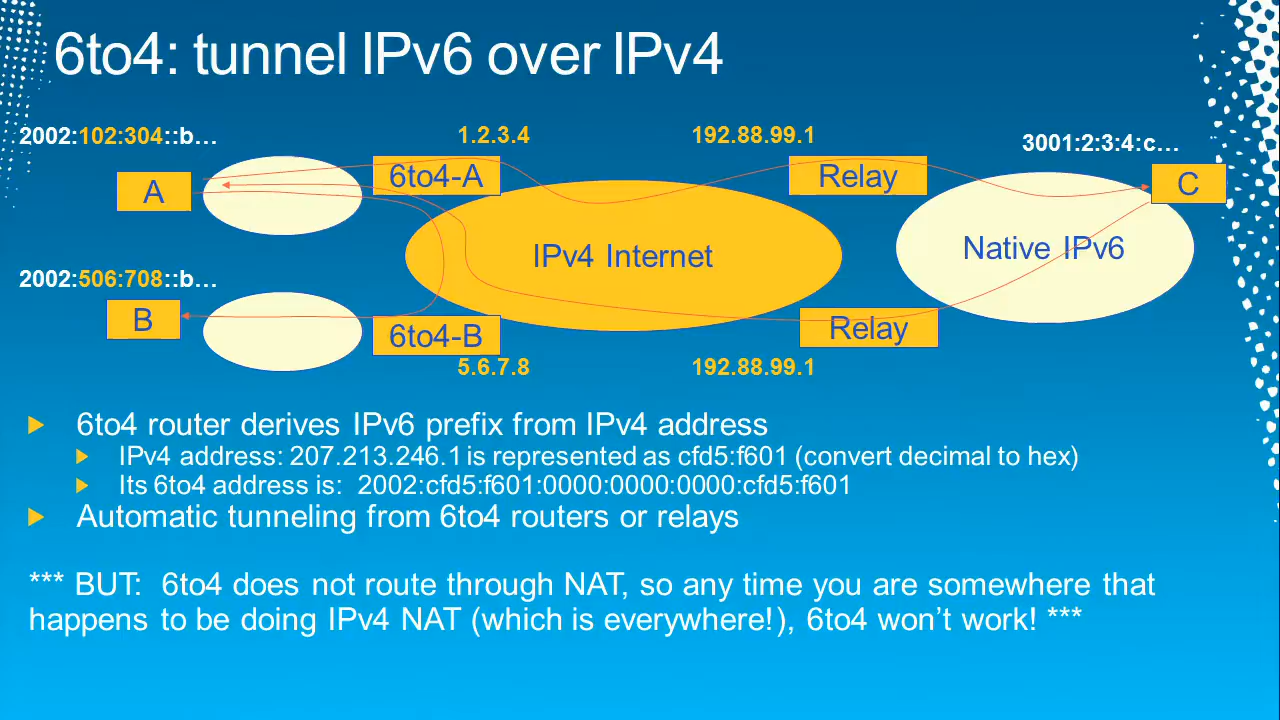 6to4: tunnel IPv6 over IPv4
2002:102:304::b…
1.2.3.4
192.88.99.1
3001:2:3:4:c…
A
6to4-A
Relay
C
IPv4 Internet
Native IPv6
2002:506:708::b…
B
6to4-B
Relay
5.6.7.8
192.88.99.1
6to4 router derives IPv6 prefix from IPv4 address
IPv4 address: 207.213.246.1 is represented as cfd5:f601 (convert decimal to hex)
Its 6to4 address is: 2002:cfd5:f601:0000:0000:0000:cfd5:f601
Automatic tunneling from 6to4 routers or relays
*** BUT: 6to4 does not route through NAT, so any time you are somewhere that
happens to be doing IPv4 NAT (which is everywhere!), 6to4 won’t work! ***